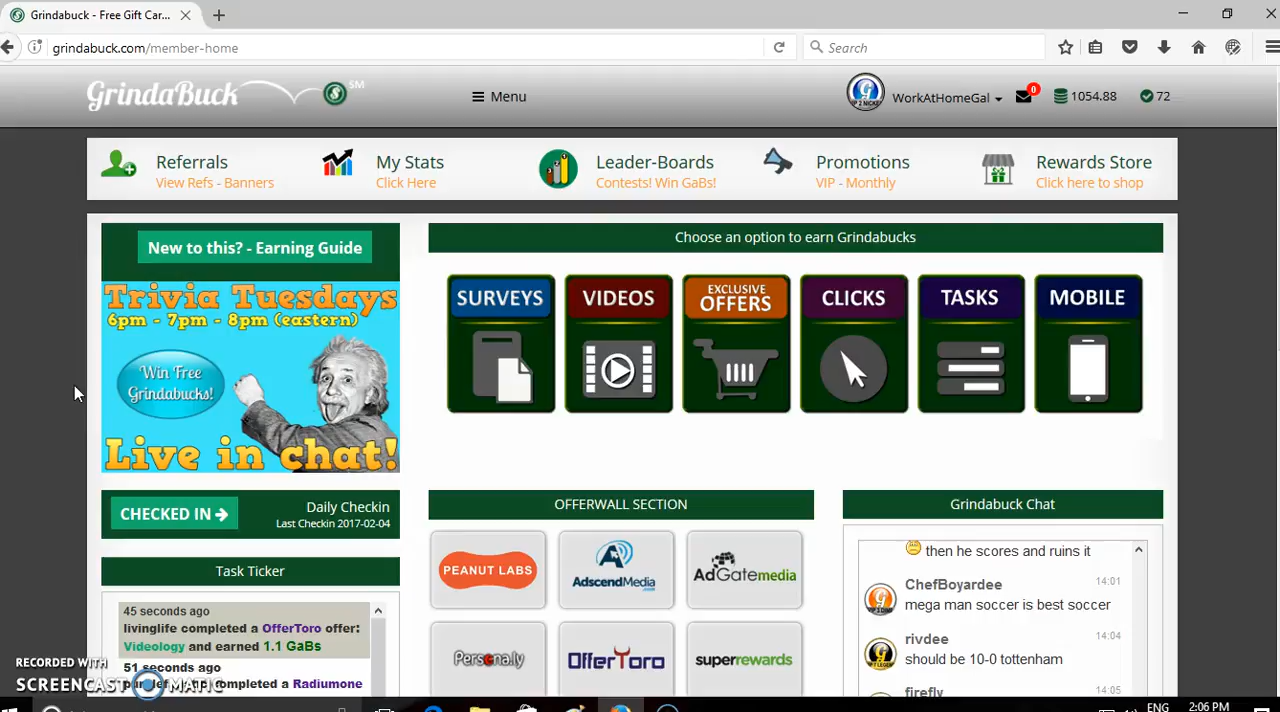 Grindabuck - Free Gift Car...
grindabuck.com/member-home
Search
GrindaBuck SM
Menu
WorkAtHomeGal
0
1054.88
72
Referrals
View Refs - Banners
My Stats
Click Here
Leader-Boards
Contests! Win GaBs!
Promotions
VIP - Monthly
Rewards Store
Click here to shop
New to this? - Earning Guide
Trivia Tuesdays
6pm - 7pm - 8pm (eastern)
Win Free
Grindabucks!
Live in chat!
Choose an option to earn Grindabucks
SURVEYS
VIDEOS
EXCLUSIVE
OFFERS
CLICKS
TASKS
MOBILE
CHECKED IN
Daily Checkin
Last Checkin 2017-02-04
Task Ticker
45 seconds ago
livinglife completed a OfferToro offer:
Videology and earned 1.1 GaBs
51 seconds ago
completed a Radiumone
OFFERWALL SECTION
PEANUT LABS
AdscendMedia.com
AdGatemedia
Persona.ly
OfferToro
superrewards
Grindabuck Chat
then he scores and ruins it
ChefBoyardee
14:01
mega man soccer is best soccer
rivdee
14:04
should be 10-0 tottenham
firefly
14:05
RECORDED WITH
SCREENCAST MATIC
ENG
2:06 PM